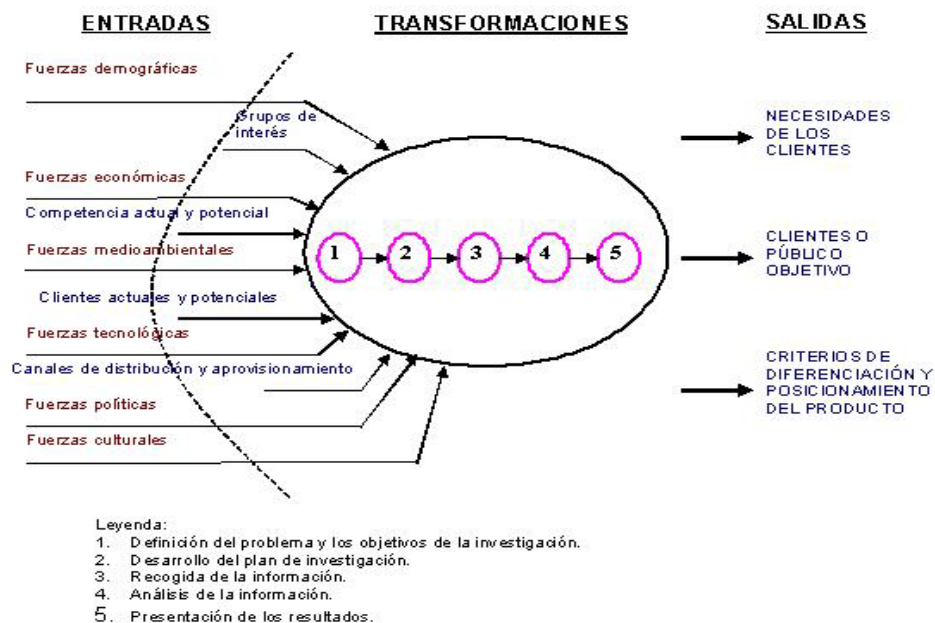 ENTRADAS
TRANSFORMACIONES
SALIDAS
Fuerzas demográficas
Grupos de
interés
Fuerzas económicas
Competencia actual y potencial
Fuerzas medioambientales
Clientes actuales y potenciales
Fuerzas tecnológicas
Canales de distribución y aprovisionamiento
Fuerzas políticas
Fuerzas culturales
1
2
3
4
5
NECESIDADES
DE LOS
CLIENTES
CLIENTES O
PÚBLICO
OBJETIVO
CRITERIOS DE
DIFERENCIACIÓN Y
POSICIONAMIENTO
DEL PRODUCTO
Leyenda:
1. Definición del problema y los objetivos de la investigación.
2. Desarrollo del plan de investigación.
3. Recogida de la información.
4. Análisis de la información.
5. Presentación de los resultados.